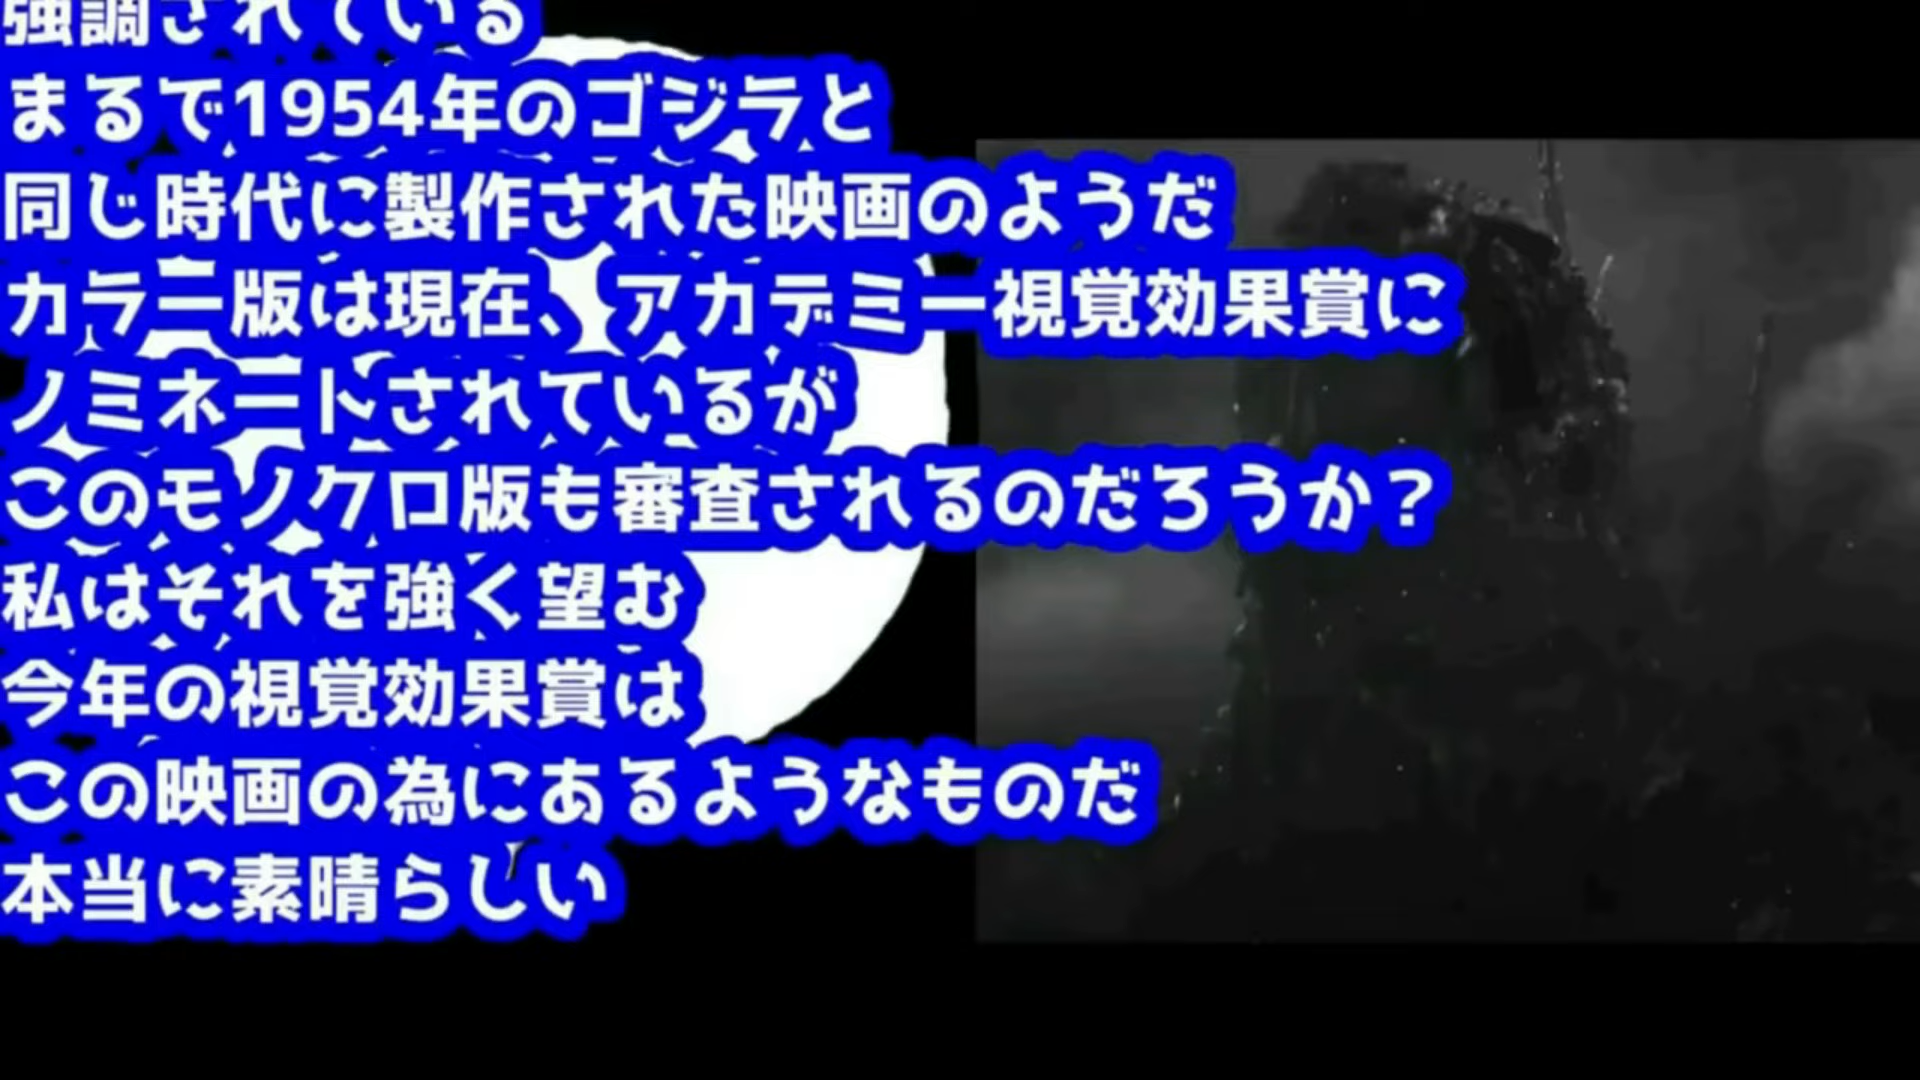 強調されている
まるで1954年のゴジラと
同じ時代に製作された映画のようだ
カラー版は現在、アカデミー視覚効果賞に
ノミネートされているが
このモノクロ版も審査されるのだろうか？
私はそれを強く望む
今年の視覚効果賞は
この映画の為にあるようなものだ
本当に素晴らしい